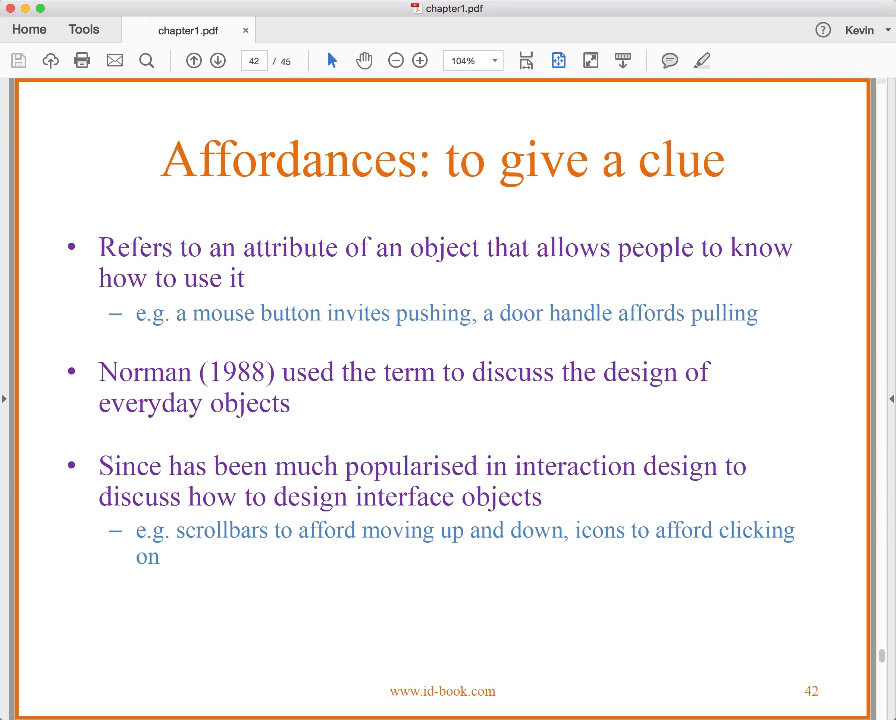 chapter1.pdf
Home Tools chapter1.pdf × ? Kevin
42 / 45 104%
Affordances: to give a clue
• Refers to an attribute of an object that allows people to know
how to use it
– e.g. a mouse button invites pushing, a door handle affords pulling
• Norman (1988) used the term to discuss the design of
everyday objects
• Since has been much popularised in interaction design to
discuss how to design interface objects
– e.g. scrollbars to afford moving up and down, icons to afford clicking
on
www.id-book.com 42